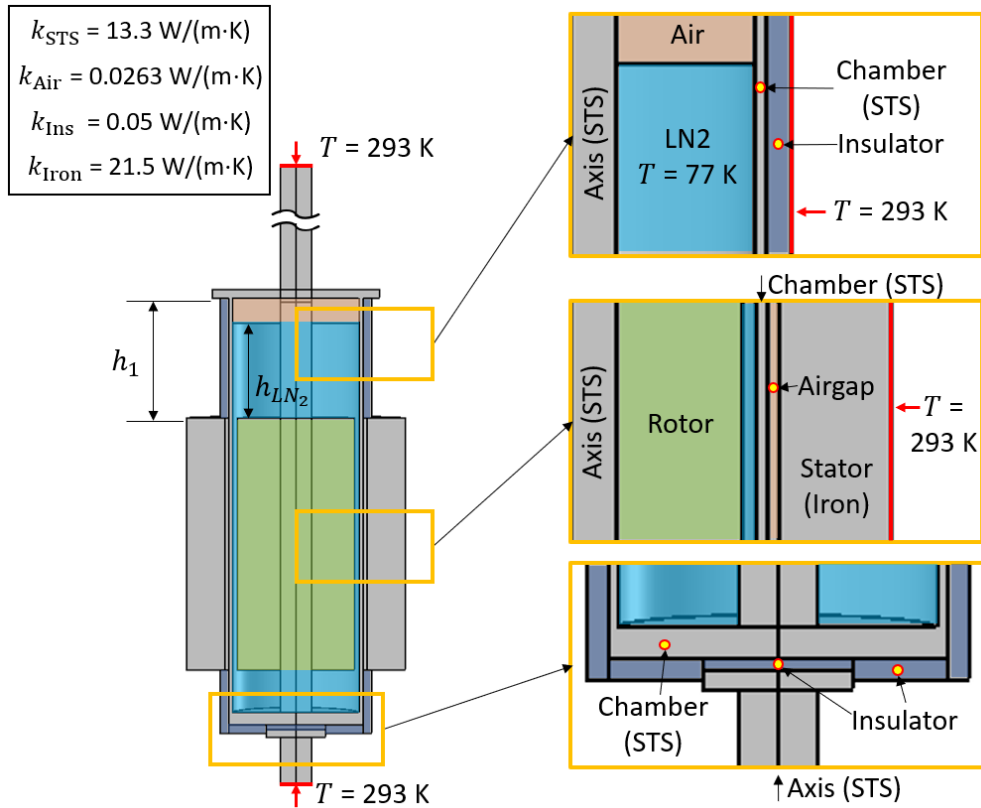 k_STS = 13.3 W/(m·K)
k_Air = 0.0263 W/(m·K)
k_Ins = 0.05 W/(m·K)
k_Iron = 21.5 W/(m·K)
T = 293 K
h_1
h_LN_2
T = 293 K
Axis (STS)
Air
LN2
T = 77 K
Chamber
(STS)
Insulator
T = 293 K
Chamber (STS)
Axis (STS)
Rotor
Airgap
Stator
(Iron)
T =
293 K
Chamber
(STS)
Insulator
Axis (STS)